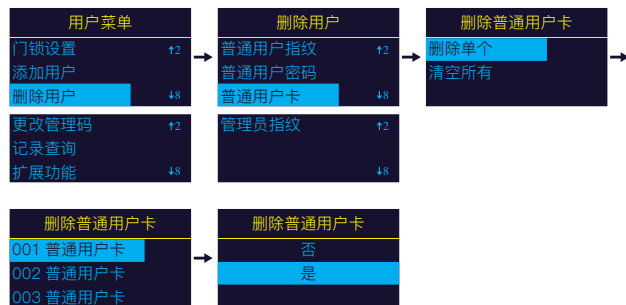 用户菜单
门锁设置 ↑2
添加用户
删除用户 ↓8
更改管理码 ↑2
记录查询
扩展功能 ↓8
删除用户
普通用户指纹 ↑2
普通用户密码
普通用户卡 ↓8
管理员指纹 ↑2
↓8
删除普通用户卡
删除单个
清空所有
删除普通用户卡
001 普通用户卡
002 普通用户卡
003 普通用户卡
删除普通用户卡
否
是